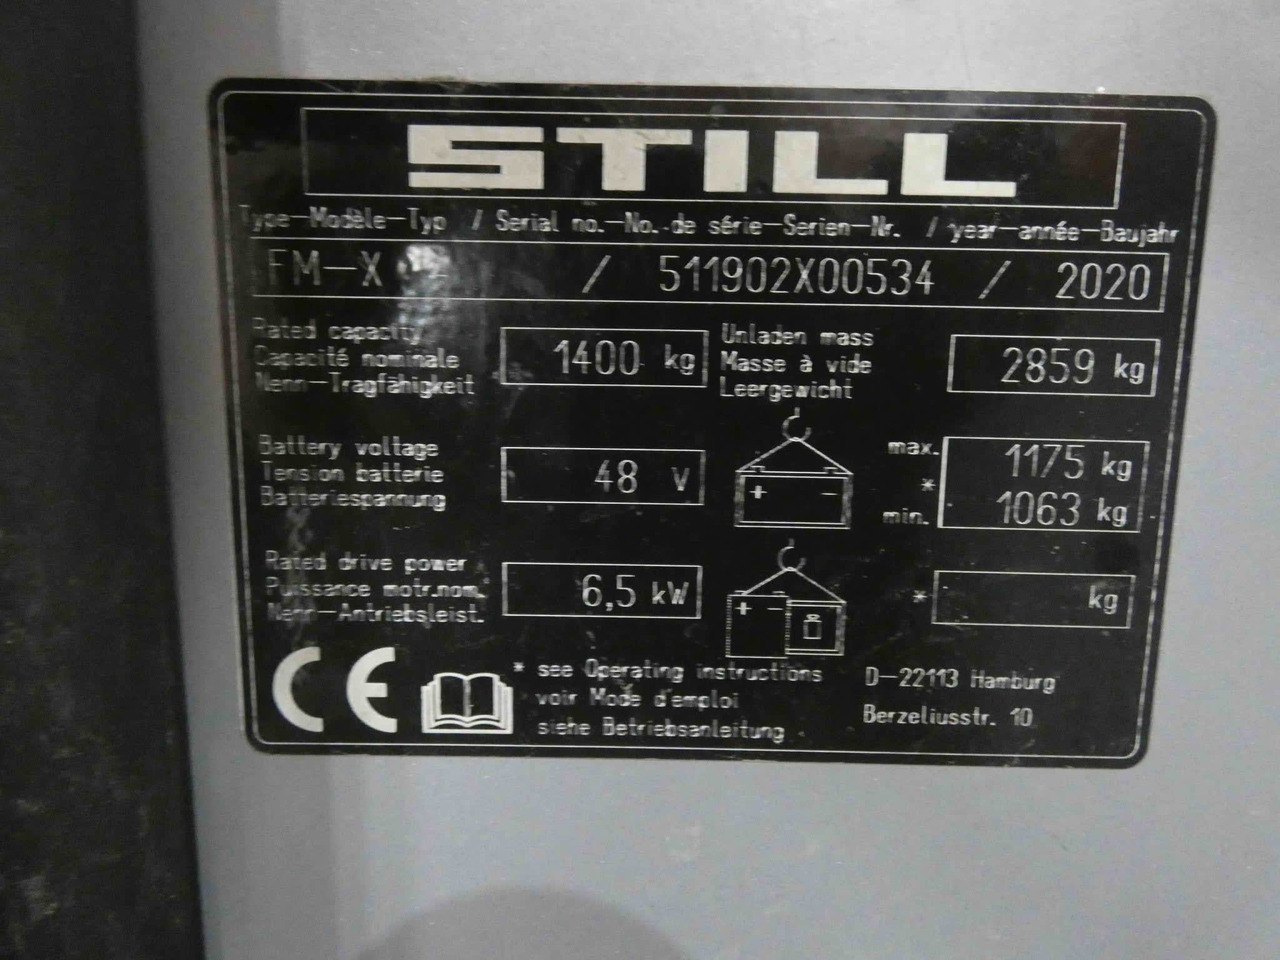 STILL
Type-Modèle-Typ / Serial no.-No. de série-Serien-Nr. / year-année-Baujahr
FM-X / 511902X00534 / 2020
Rated capacity
Capacité nominale
Nenn-Tragfähigkeit
1400 kg
Unladen mass
Masse à vide
Leergewicht
2859 kg
Battery voltage
Tension batterie
Batteriespannung
48 V
+ -
max.
*
min.
1175 kg
1063 kg
Rated drive power
Puissance motr.nom.
Nenn-Antriebsleist.
6,5 kW
+ -
* kg
CE
* see Operating instructions
voir Mode d'emploi
siehe Betriebsanleitung
D-22113 Hamburg
Berzeliusstr. 10